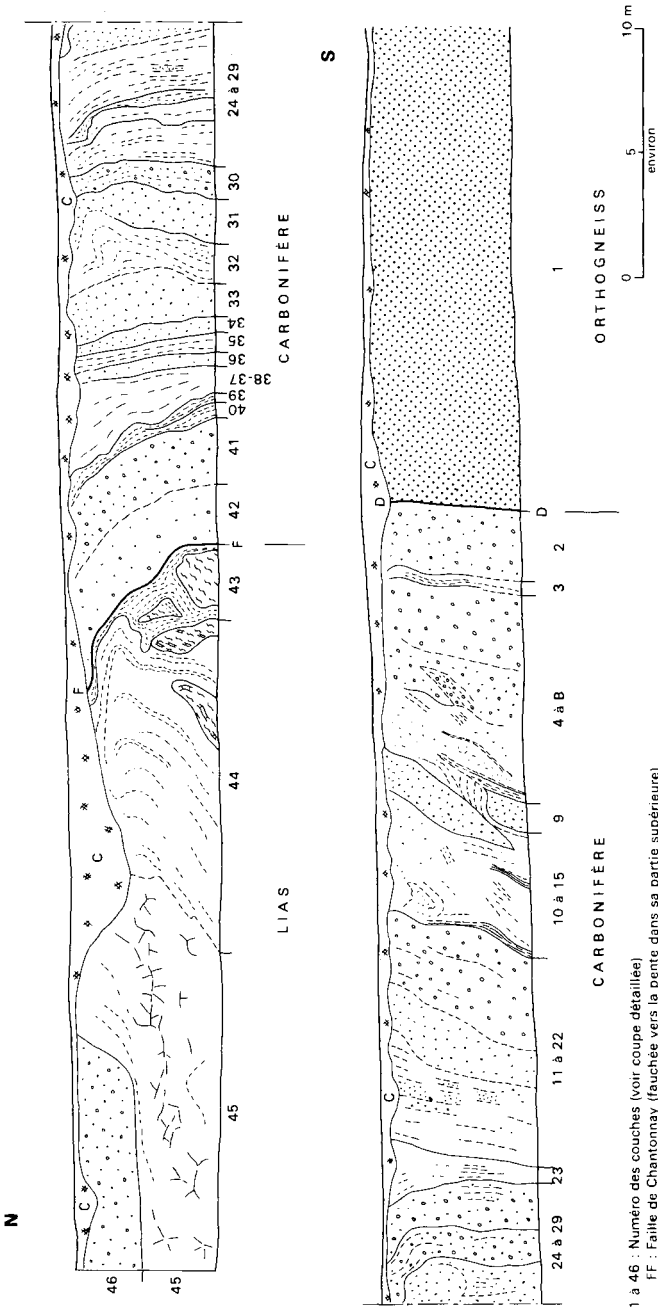 N
C
F
C
C
46
45
45
44
43
F
42
41
40
39
38-37
36
35
34
33
32
31
30
24 à 29
LIAS
CARBONIFÈRE
S
C
D
C
24 à 29
23
11 à 22
10 à 15
9
4 à 8
3
2
D
1
CARBONIFÈRE
ORTHOGNEISS
0 5 10 m
environ
1 à 46 : Numéro des couches (voir coupe détaillée)
FF : Faille de Chantonnay (fauchée vers la pente dans sa partie supérieure)